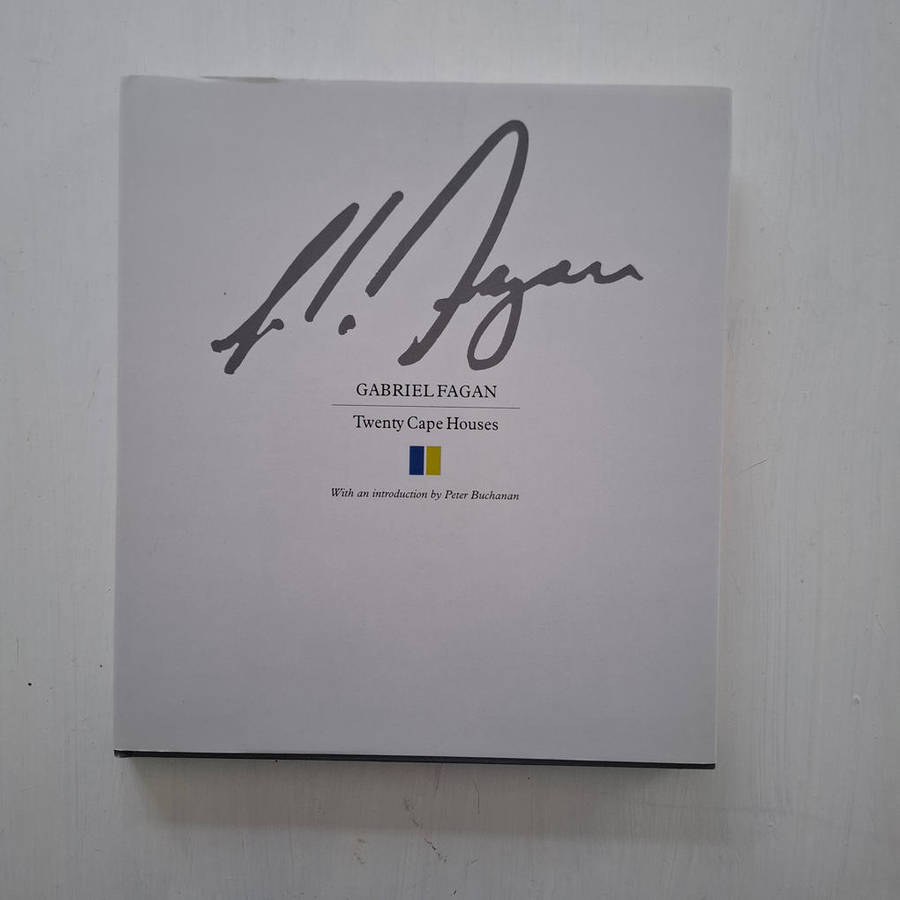 Fagan
GABRIEL FAGAN
Twenty Cape Houses
With an introduction by Peter Buchanan